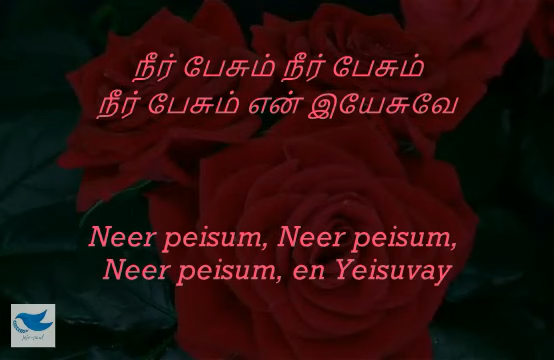 நீர் பேசும் நீர் பேசும்
நீர் பேசும் என் இயேசுவே
Neer peisum, Neer peisum,
Neer peisum, en Yeisuvay